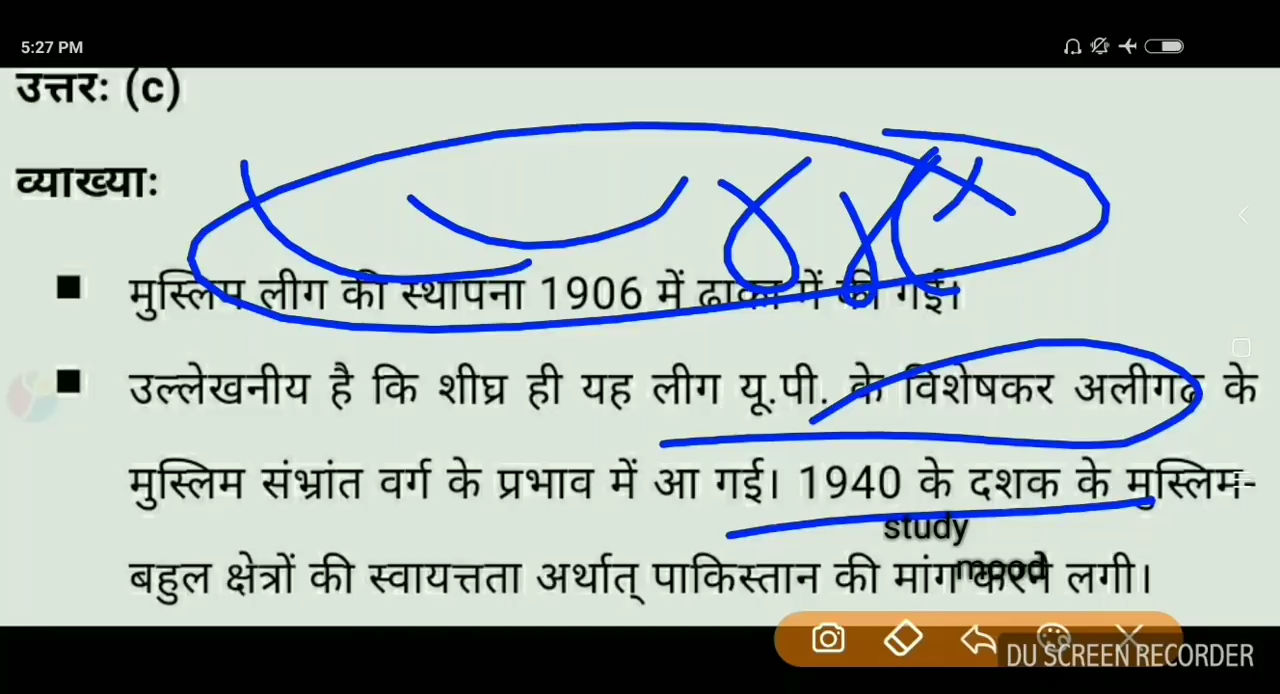 5:27 PM
उत्तरः (c)
व्याख्याः
■ मुस्लिम लीग की स्थापना 1906 में ढाका में की गई।
■ उल्लेखनीय है कि शीघ्र ही यह लीग यू.पी. के विशेषकर अलीगढ़ के
मुस्लिम संभ्रांत वर्ग के प्रभाव में आ गई। 1940 के दशक के मुस्लिम-
study
बहुल क्षेत्रों की स्वायत्तता अर्थात् पाकिस्तान की मांग करने लगी।
mood
DU SCREEN RECORDER